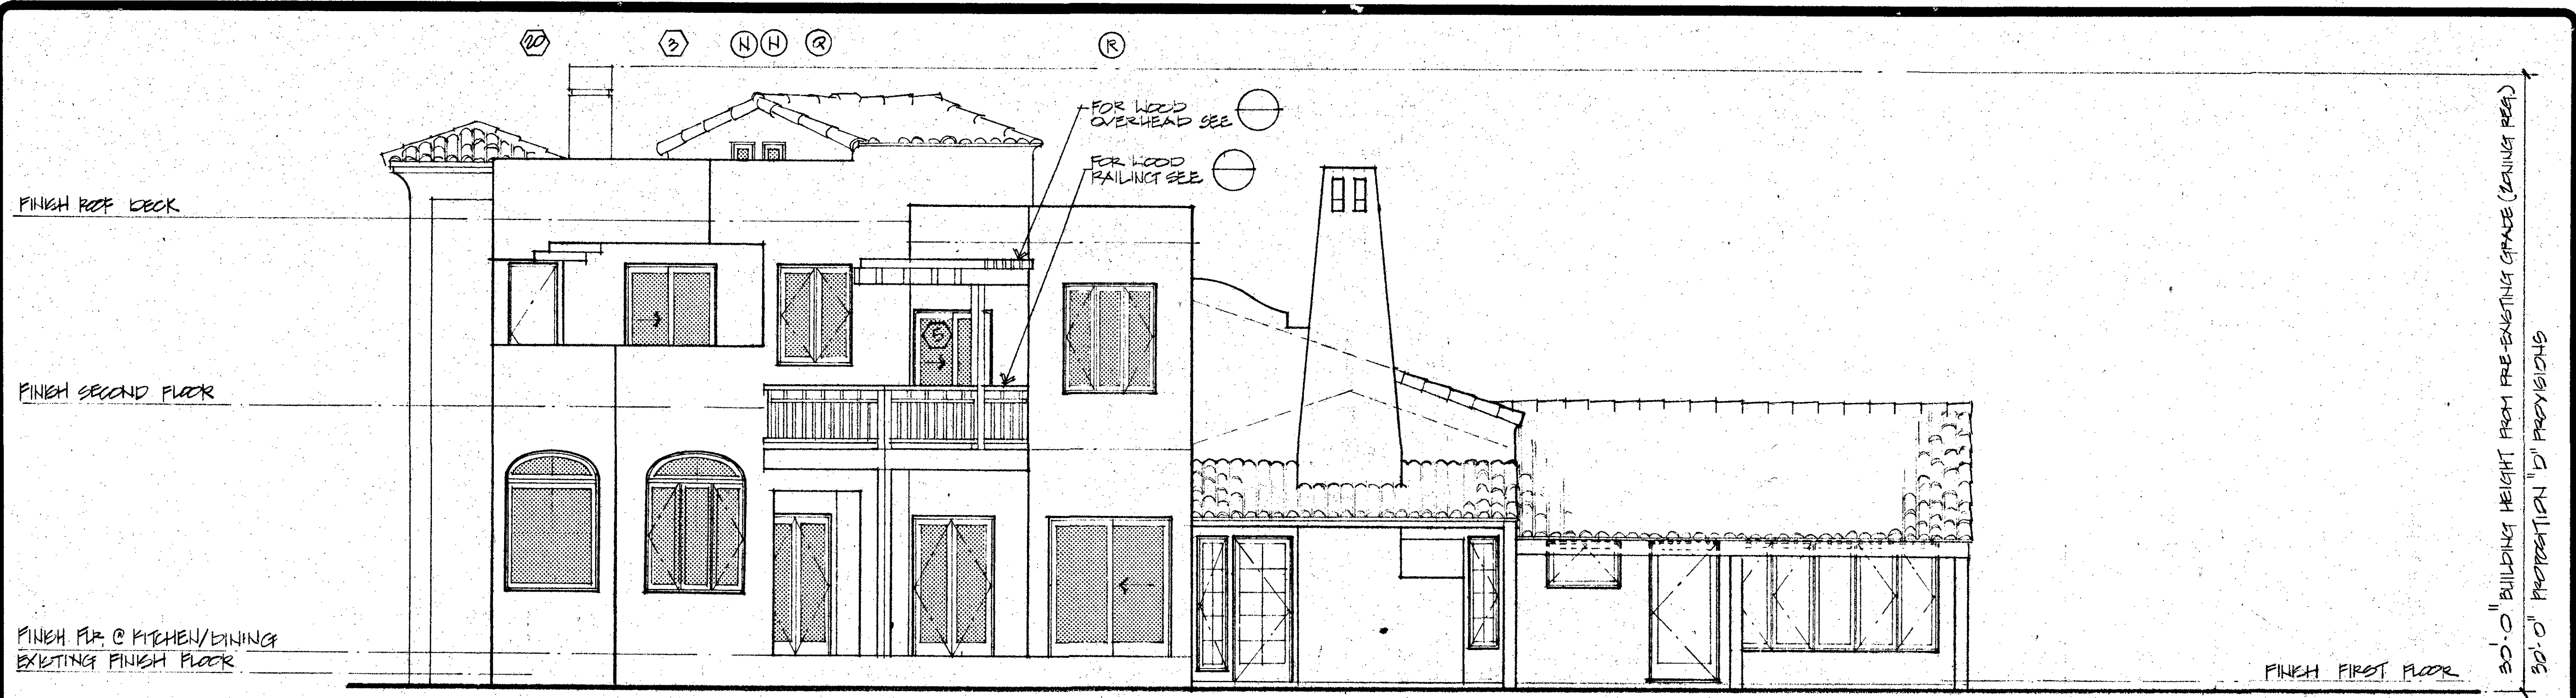 20 3 N H Q R
FOR WOOD
OVERHEAD SEE
FOR WOOD
RAILING SEE
FINISH ROOF DECK
5
FINISH SECOND FLOOR
FINISH FLR. @ KITCHEN/DINING
EXISTING FINISH FLOOR
FINISH FIRST FLOOR
30'-0" BUILDING HEIGHT FROM PRE-EXISTING GRADE (ZONING REG.)
30'-0" PROPOSITION "D" PROVISIONS